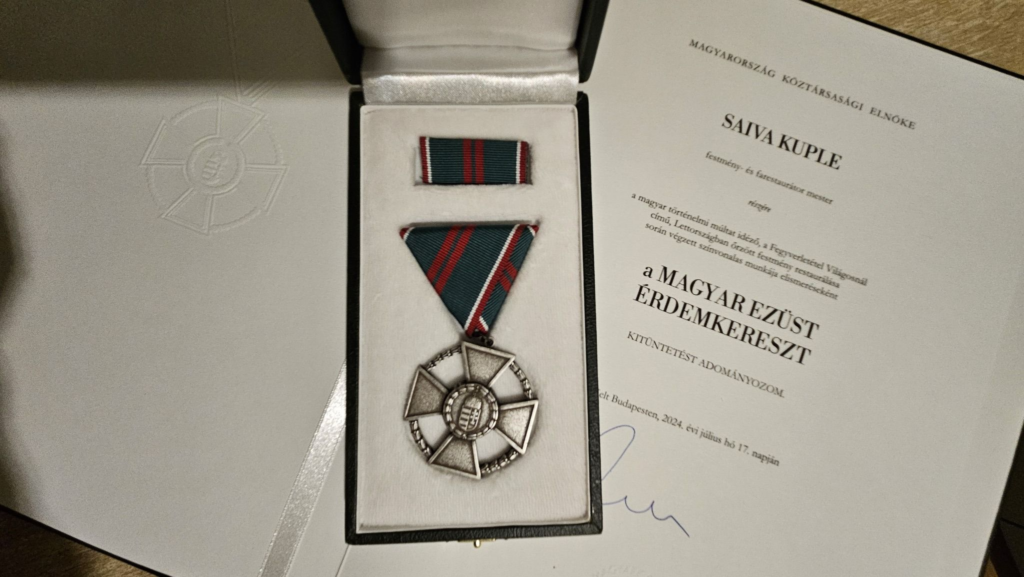 MAGYARORSZÁG KÖZTÁRSASÁGI ELNÖKE
SAIVA KUPLE
festmény- és farestaurátor mester
részére
a magyar történelmi múltat idéző, a Fegyverletétel Világosnál
című, Lettországban őrzött festmény restaurálása
során végzett színvonalas munkája elismeréseként
a MAGYAR EZÜST
ÉRDEMKERESZT
KITÜNTETÉST ADOMÁNYOZOM.
elt Budapesten, 2024. évi július hó 17. napján